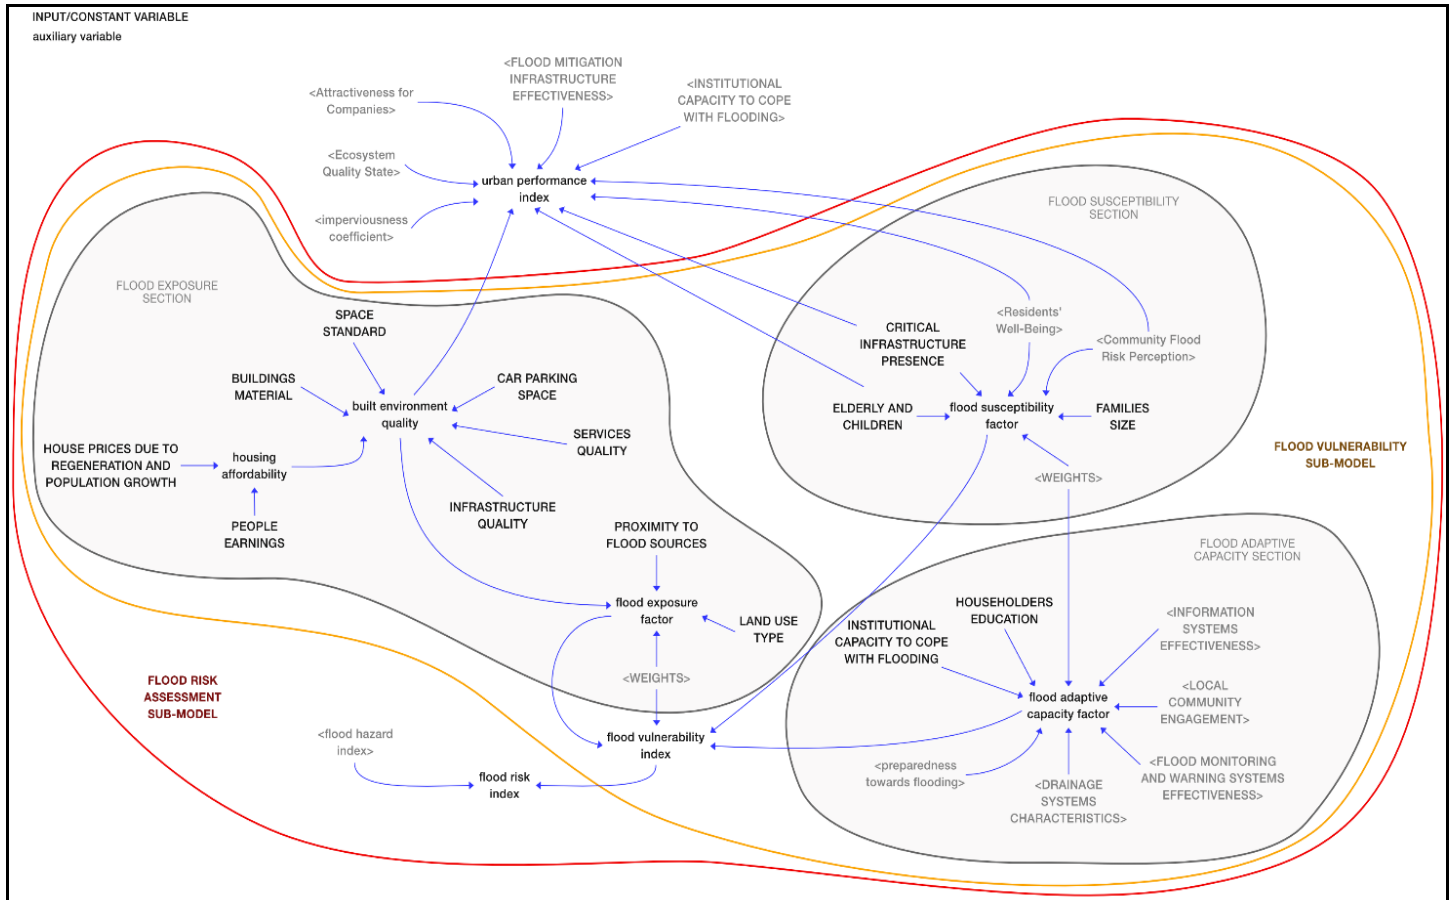 INPUT/CONSTANT VARIABLE
auxiliary variable
<FLOOD MITIGATION
INFRASTRUCTURE
EFFECTIVENESS>
<Attractiveness for
Companies>
<INSTITUTIONAL
CAPACITY TO COPE
WITH FLOODING>
<Ecosystem
Quality State>
urban performance
index
<imperviousness
coefficient>
FLOOD SUSCEPTIBILITY
SECTION
FLOOD EXPOSURE
SECTION
SPACE
STANDARD
BUILDINGS
MATERIAL
CAR PARKING
SPACE
built environment
quality
SERVICES
QUALITY
HOUSE PRICES DUE TO
REGENERATION AND
POPULATION GROWTH
housing
affordability
PEOPLE
EARNINGS
INFRASTRUCTURE
QUALITY
CRITICAL
INFRASTRUCTURE
PRESENCE
<Residents'
Well-Being>
<Community Flood
Risk Perception>
ELDERLY AND
CHILDREN
flood susceptibility
factor
FAMILIES
SIZE
<WEIGHTS>
FLOOD VULNERABILITY
SUB-MODEL
PROXIMITY TO
FLOOD SOURCES
flood exposure
factor
LAND USE
TYPE
<WEIGHTS>
FLOOD ADAPTIVE
CAPACITY SECTION
HOUSEHOLDERS
EDUCATION
INSTITUTIONAL
CAPACITY TO COPE
WITH FLOODING
<INFORMATION
SYSTEMS
EFFECTIVENESS>
flood adaptive
capacity factor
<LOCAL
COMMUNITY
ENGAGEMENT>
<preparedness
towards flooding>
<DRAINAGE
SYSTEMS
CHARACTERISTICS>
<FLOOD MONITORING
AND WARNING SYSTEMS
EFFECTIVENESS>
FLOOD RISK
ASSESSMENT
SUB-MODEL
<flood hazard
index>
flood vulnerability
index
flood risk
index